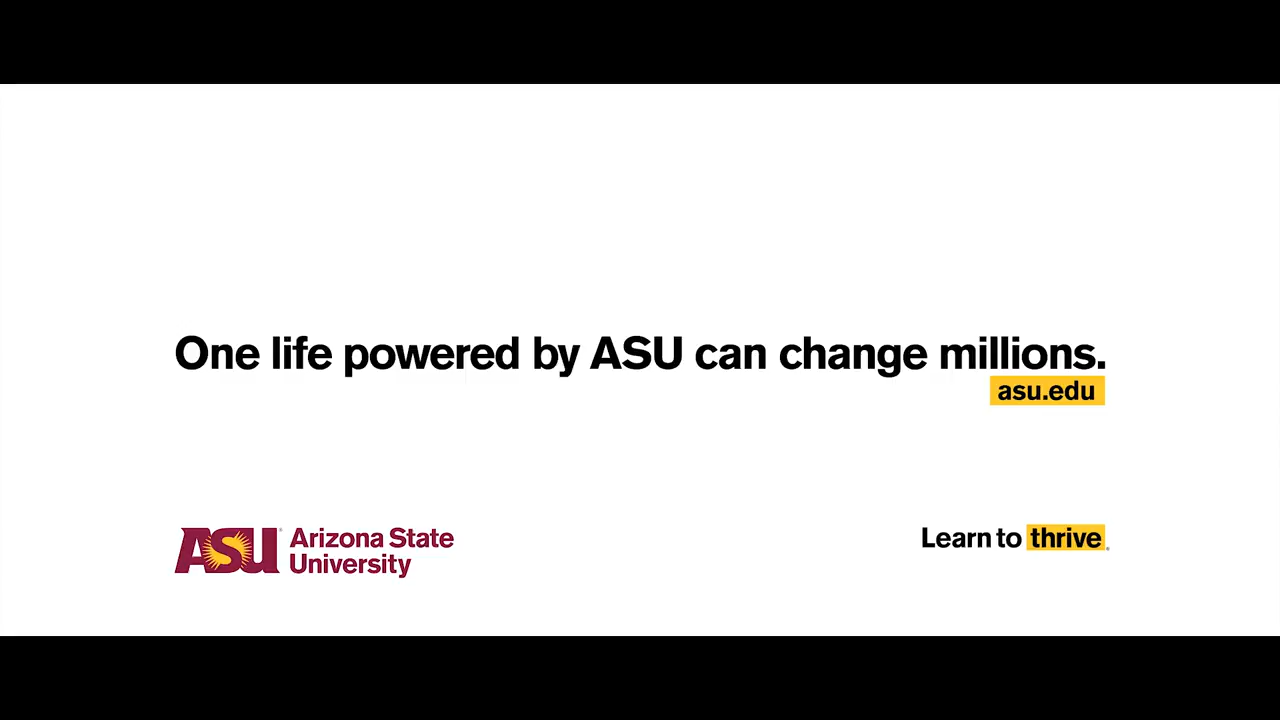 One life powered by ASU can change millions.
asu.edu
ASU Arizona State
University
Learn to thrive